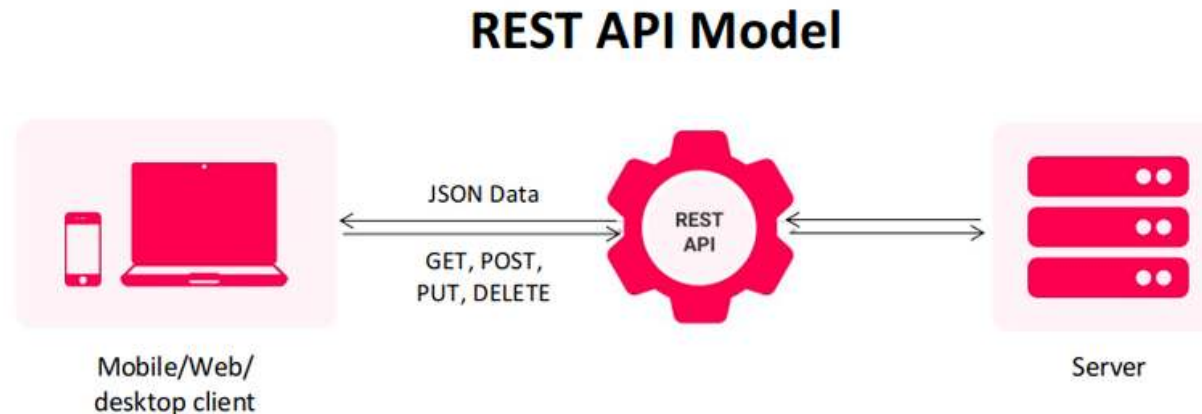 REST API Model
JSON Data
GET, POST,
PUT, DELETE
REST
API
Mobile/Web/
desktop client
Server